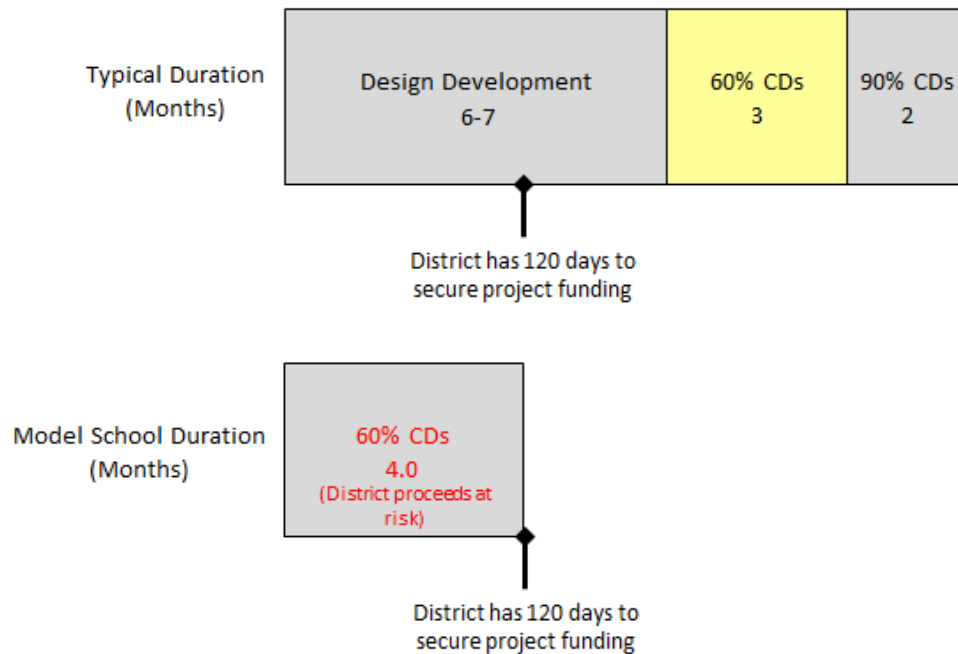 Typical Duration
(Months)
Design Development
6-7
60% CDs
3
90% CDs
2
District has 120 days to
secure project funding
Model School Duration
(Months)
60% CDs
4.0
(District proceeds at
risk)
District has 120 days to
secure project funding